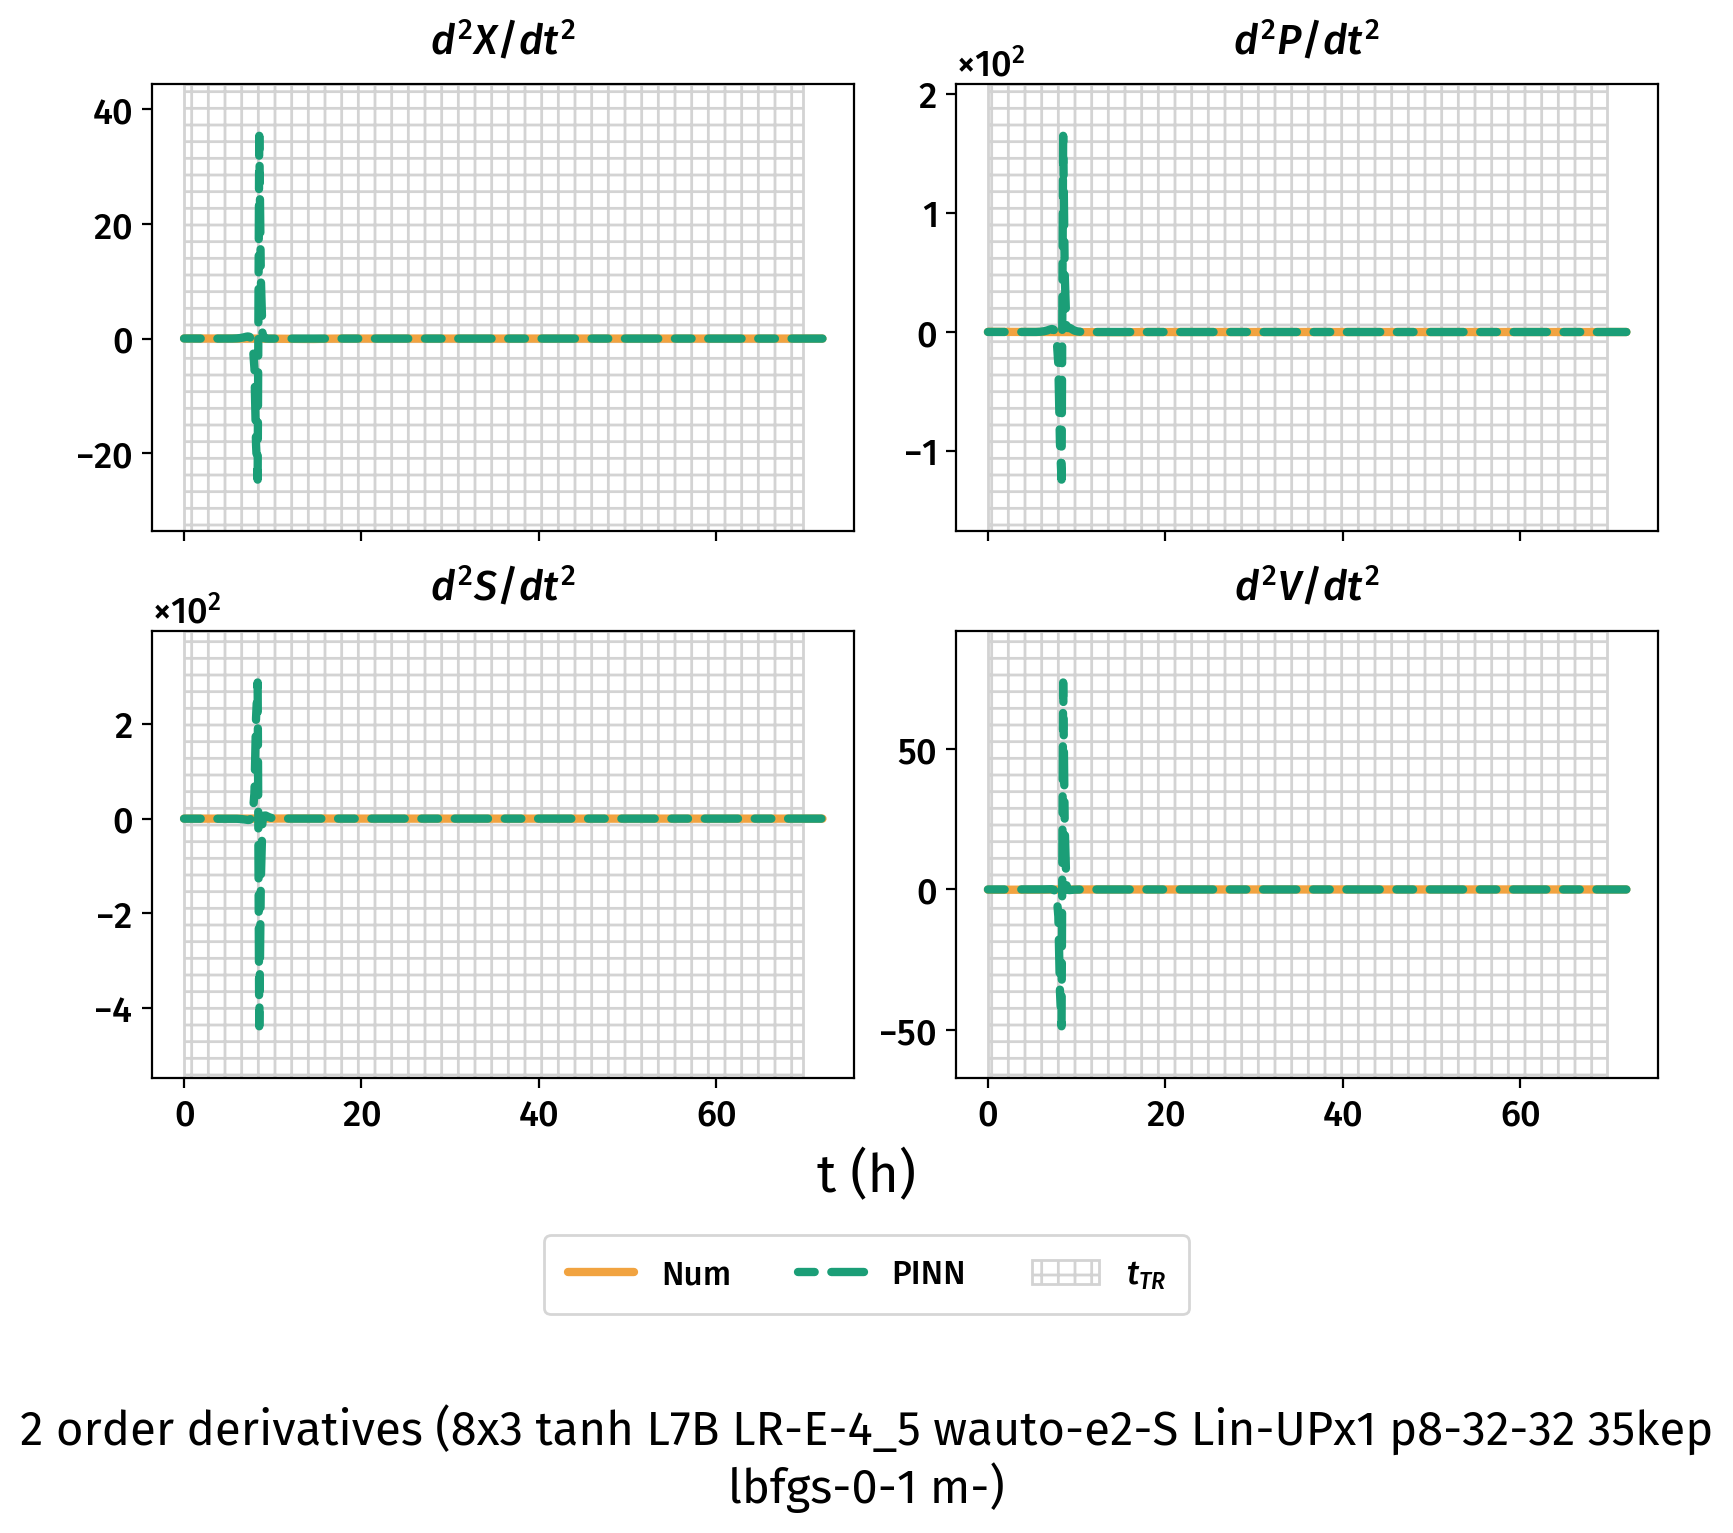 d²X/dt²
d²P/dt²
×10²
40
20
0
−20
2
1
0
−1
d²S/dt²
d²V/dt²
×10²
2
0
−2
−4
50
0
−50
0 20 40 60
0 20 40 60
t (h)
Num PINN t_TR
2 order derivatives (8x3 tanh L7B LR-E-4_5 wauto-e2-S Lin-UPx1 p8-32-32 35kep
lbfgs-0-1 m-)